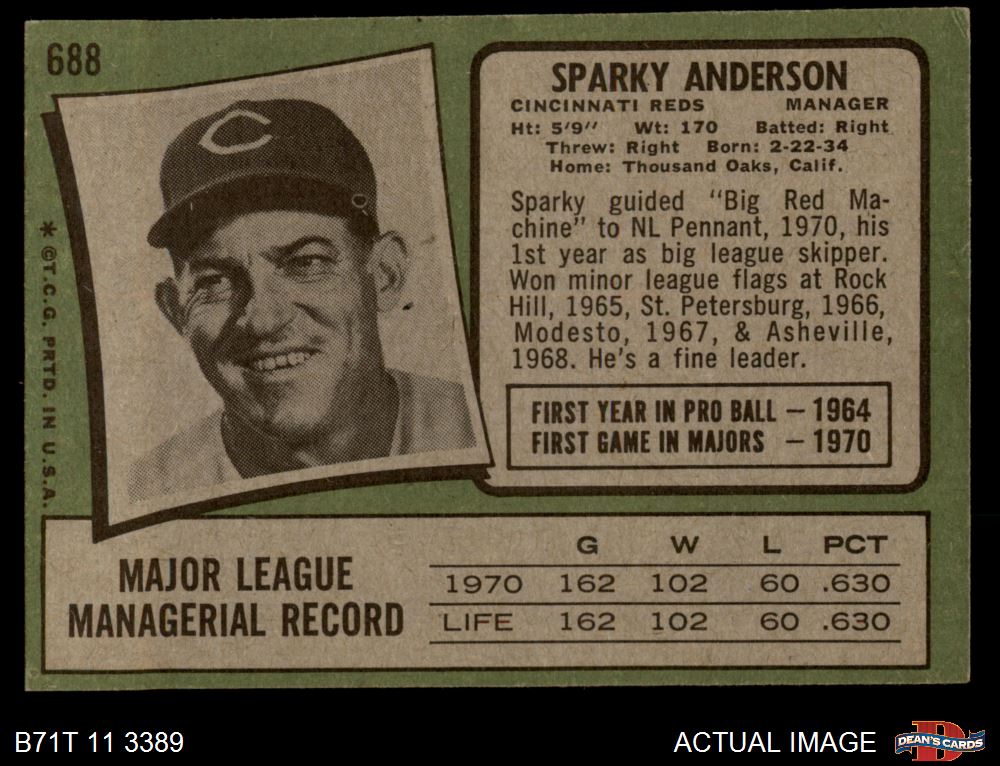 688
SPARKY ANDERSON
CINCINNATI REDS MANAGER
Ht: 5'9" Wt: 170 Batted: Right
Threw: Right Born: 2-22-34
Home: Thousand Oaks, Calif.
Sparky guided "Big Red Ma-
chine" to NL Pennant, 1970, his
1st year as big league skipper.
Won minor league flags at Rock
Hill, 1965, St. Petersburg, 1966,
Modesto, 1967, & Asheville,
1968. He's a fine leader.
FIRST YEAR IN PRO BALL — 1964
FIRST GAME IN MAJORS — 1970
* ©T.C.G. PRTD. IN U.S.A.
MAJOR LEAGUE
MANAGERIAL RECORD
G W L PCT
1970 162 102 60 .630
LIFE 162 102 60 .630
B71T 11 3389
ACTUAL IMAGE
DEAN'S CARDS